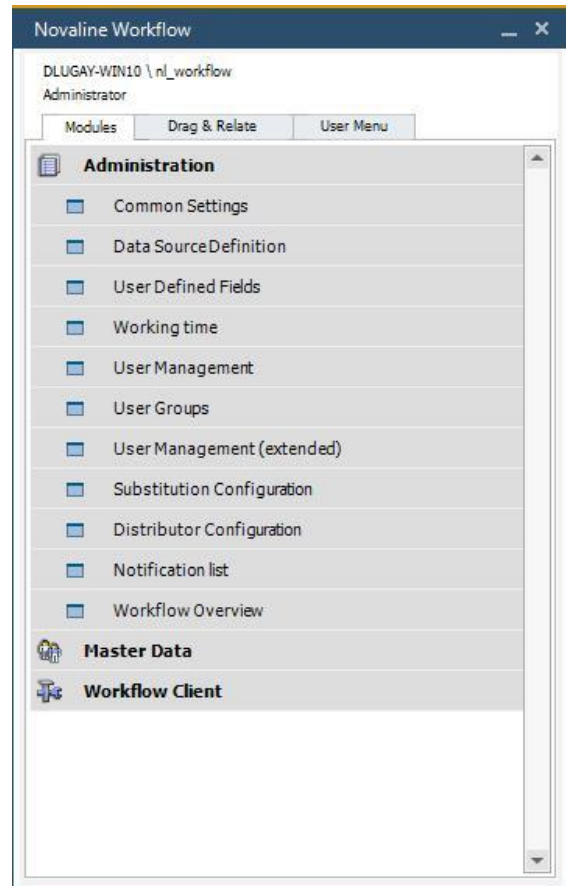 Novaline Workflow
DLUGAY-WIN10 \ nl_workflow
Administrator
Modules Drag & Relate User Menu
Administration
Common Settings
Data Source Definition
User Defined Fields
Working time
User Management
User Groups
User Management (extended)
Substitution Configuration
Distributor Configuration
Notification list
Workflow Overview
Master Data
Workflow Client